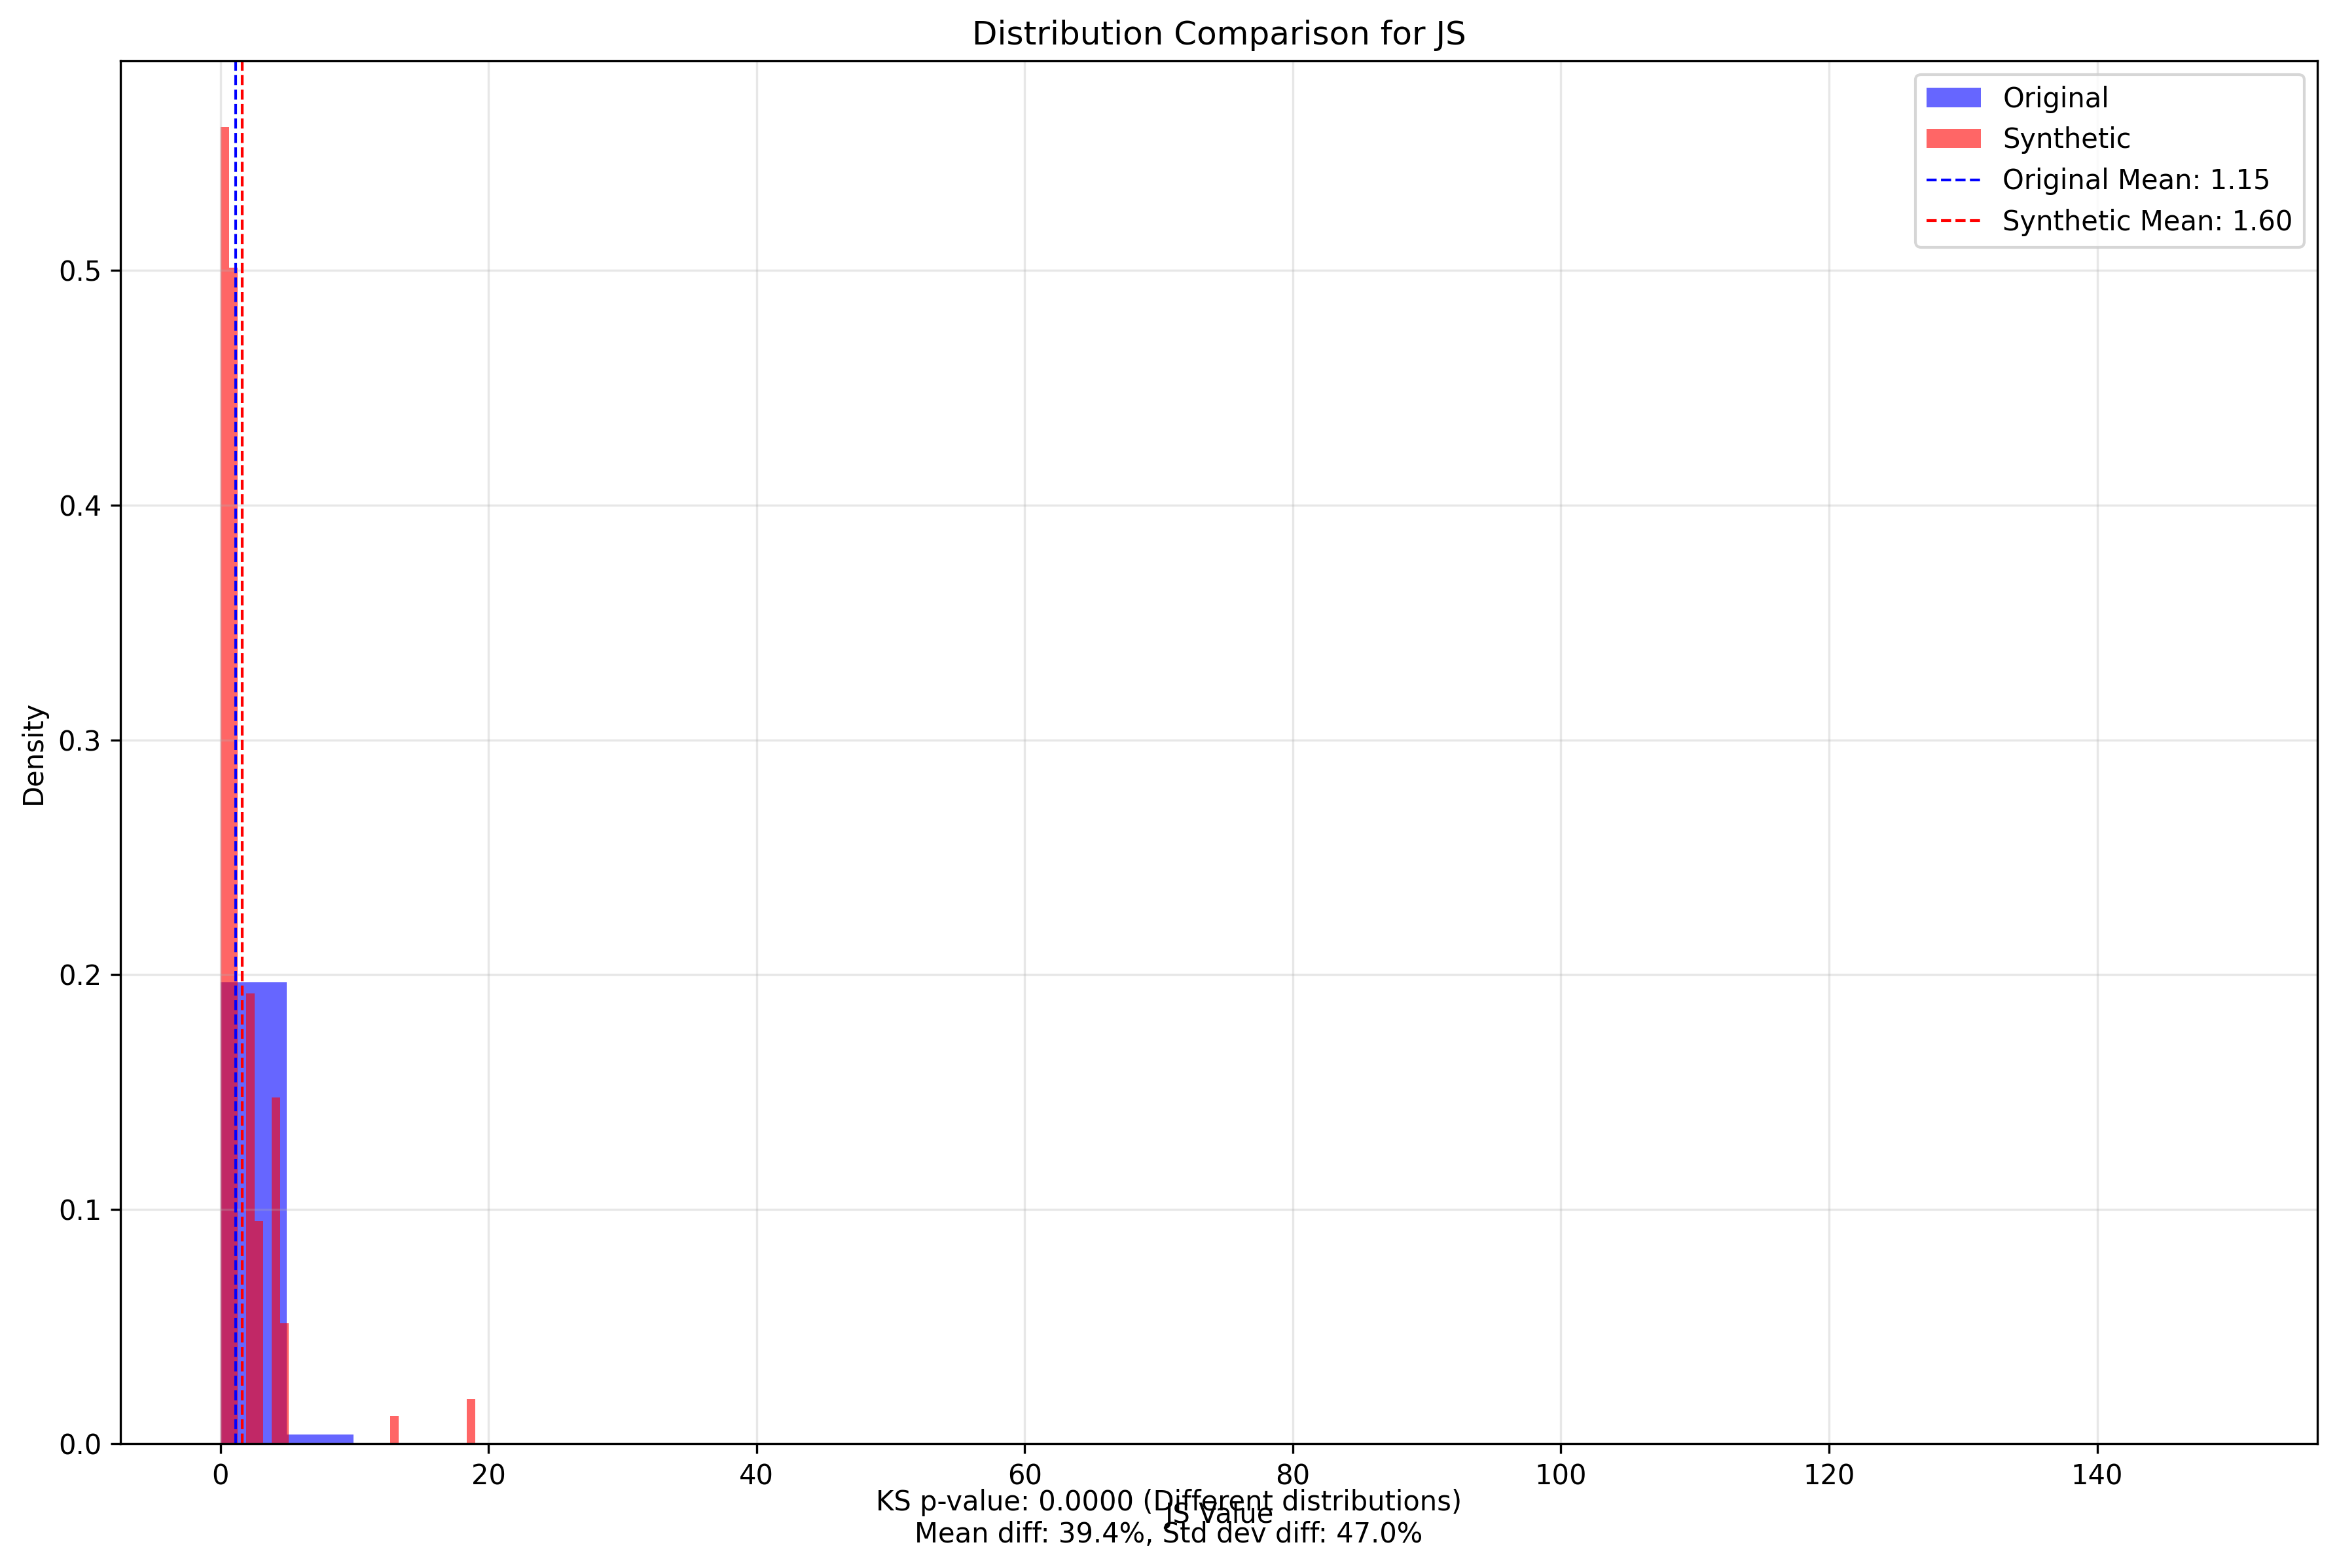 Distribution Comparison for JS
Original
Synthetic
Original Mean: 1.15
Synthetic Mean: 1.60
Density
0.5
0.4
0.3
0.2
0.1
0.0
0 20 40 60 80 100 120 140
KS p-value: 0.0000 (Different distributions)
JS Value
Mean diff: 39.4%, Std dev diff: 47.0%